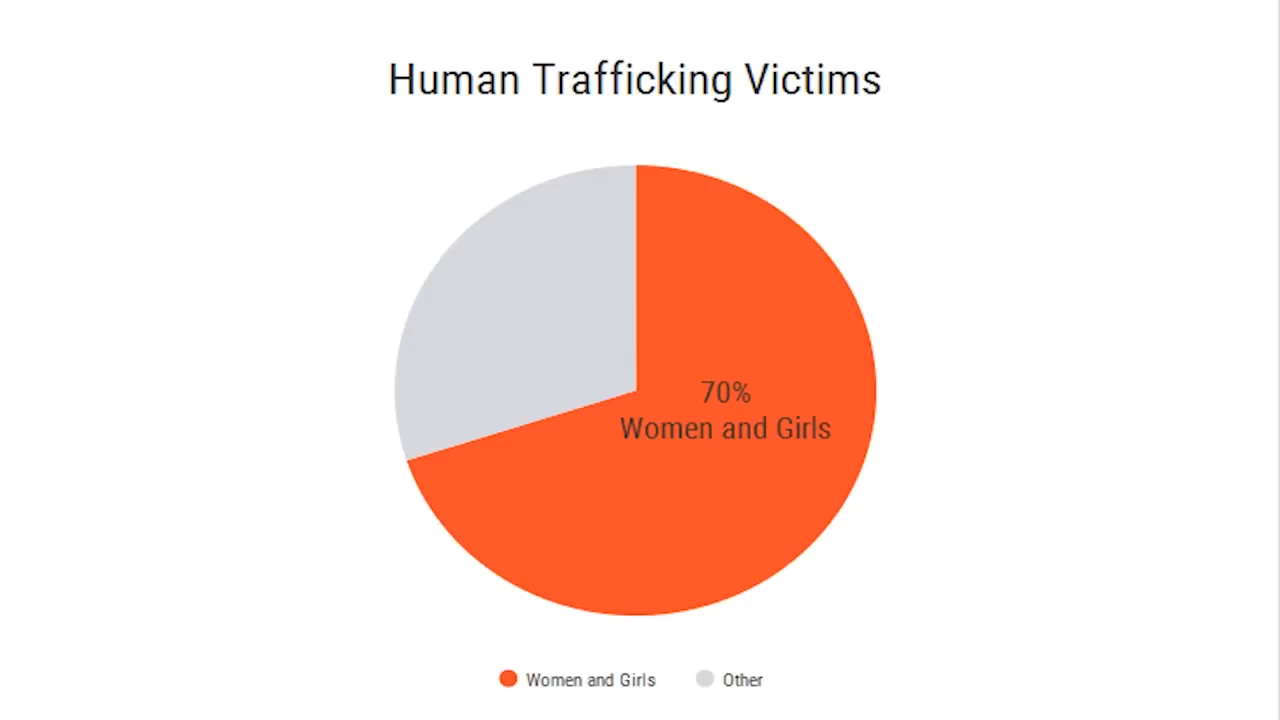 Human Trafficking Victims
70%
Women and Girls
Women and Girls
Other